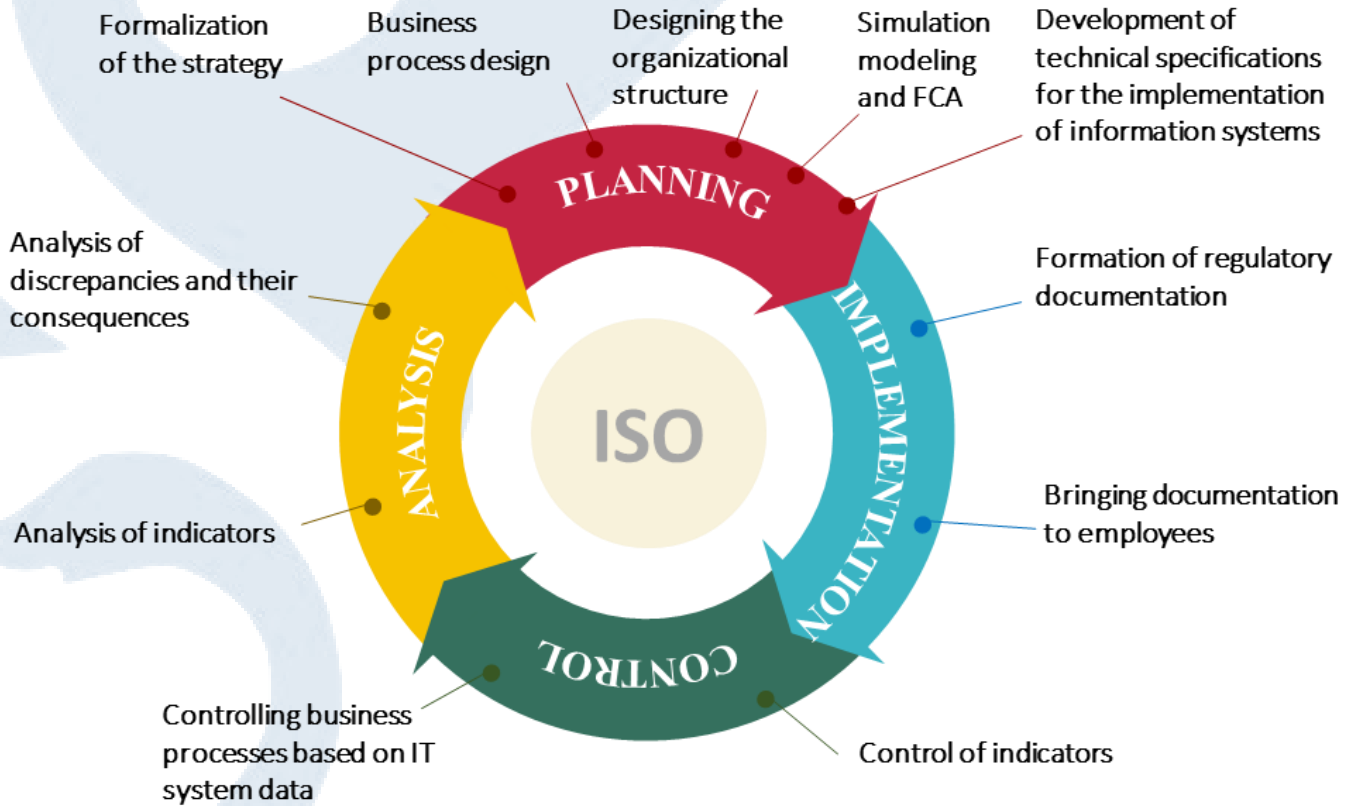 Formalization
of the strategy
Business
process design
Designing the
organizational
structure
Simulation
modeling
and FCA
Development of
technical specifications
for the implementation
of information systems
PLANNING
Analysis of
discrepancies and their
consequences
Formation of regulatory
documentation
IMPLEMENTATION
ANALYSIS
ISO
Analysis of indicators
Bringing documentation
to employees
CONTROL
Controlling business
processes based on IT
system data
Control of indicators